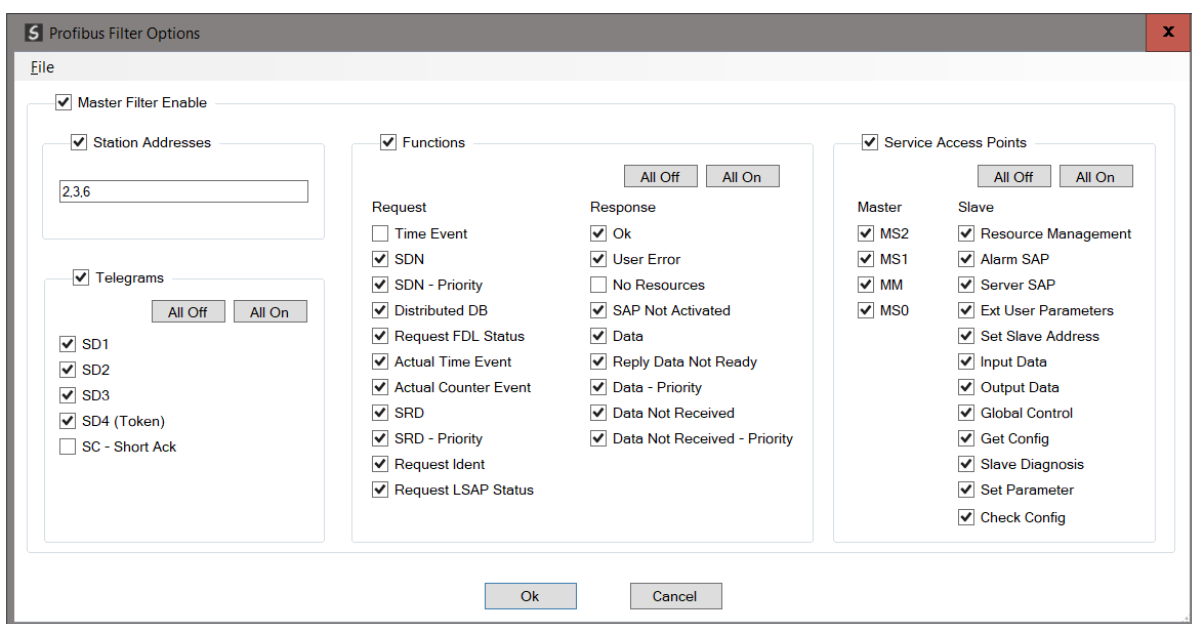 S Profibus Filter Options
x
File
Master Filter Enable
Station Addresses
2,3,6
Telegrams
All Off All On
SD1
SD2
SD3
SD4 (Token)
SC - Short Ack
Functions
All Off All On
Request
Time Event
SDN
SDN - Priority
Distributed DB
Request FDL Status
Actual Time Event
Actual Counter Event
SRD
SRD - Priority
Request Ident
Request LSAP Status
Response
Ok
User Error
No Resources
SAP Not Activated
Data
Reply Data Not Ready
Data - Priority
Data Not Received
Data Not Received - Priority
Service Access Points
All Off All On
Master
MS2
MS1
MM
MS0
Slave
Resource Management
Alarm SAP
Server SAP
Ext User Parameters
Set Slave Address
Input Data
Output Data
Global Control
Get Config
Slave Diagnosis
Set Parameter
Check Config
Ok Cancel